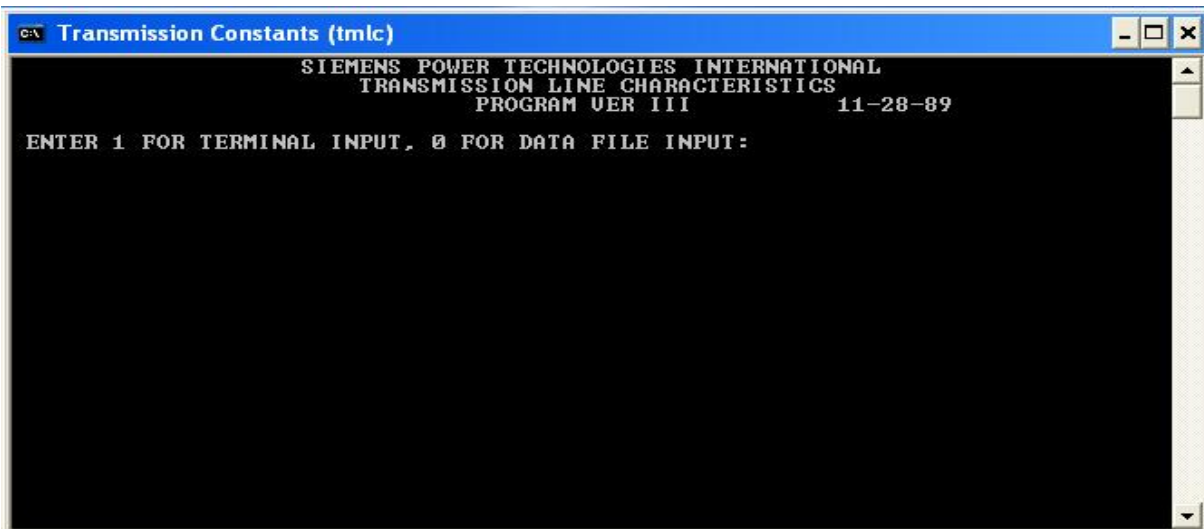 Transmission Constants (tmlc)
SIEMENS POWER TECHNOLOGIES INTERNATIONAL
TRANSMISSION LINE CHARACTERISTICS
PROGRAM VER III 11-28-89
ENTER 1 FOR TERMINAL INPUT, 0 FOR DATA FILE INPUT: